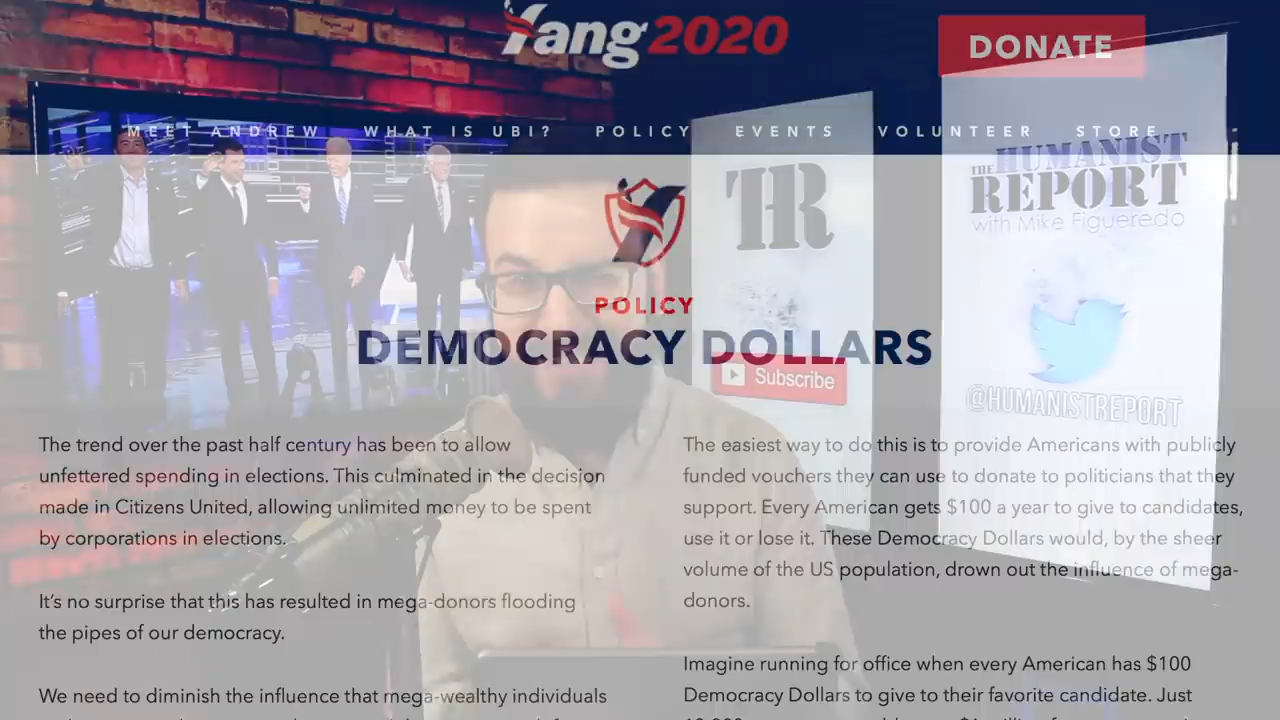 Yang2020
DONATE
MEET ANDREW WHAT IS UBI? POLICY EVENTS VOLUNTEER STORE
THE HUMANIST
REPORT
with Mike Figueredo
THR
POLICY
DEMOCRACY DOLLARS
Subscribe
@HUMANISTREPORT
The trend over the past half century has been to allow
unfettered spending in elections. This culminated in the decision
made in Citizens United, allowing unlimited money to be spent
by corporations in elections.
It's no surprise that this has resulted in mega-donors flooding
the pipes of our democracy.
We need to diminish the influence that mega-wealthy individuals
The easiest way to do this is to provide Americans with publicly
funded vouchers they can use to donate to politicians that they
support. Every American gets $100 a year to give to candidates,
use it or lose it. These Democracy Dollars would, by the sheer
volume of the US population, drown out the influence of mega-
donors.
Imagine running for office when every American has $100
Democracy Dollars to give to their favorite candidate. Just